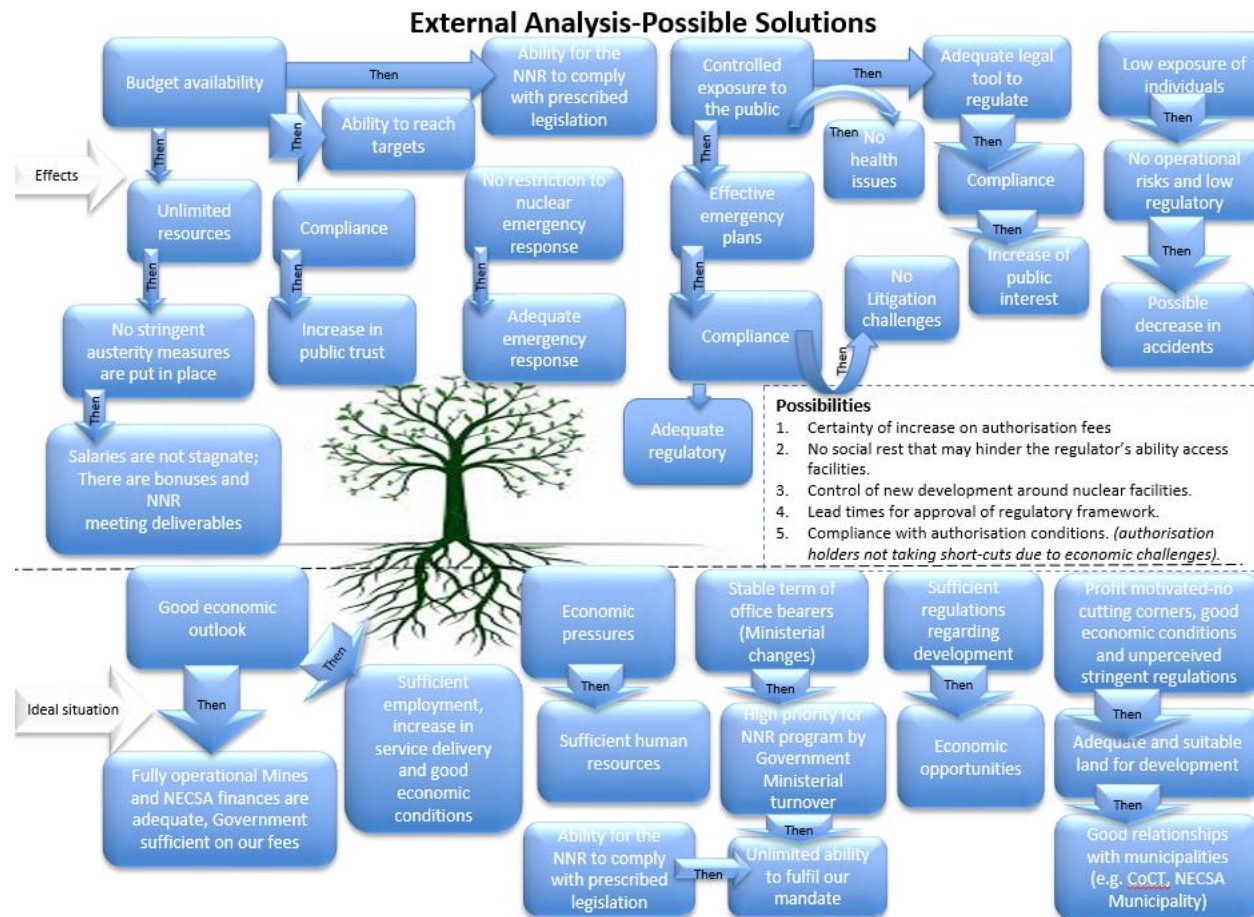 External Analysis-Possible Solutions
Budget availability
Then
Ability for the
NNR to comply
with prescribed
legislation
Then
Ability to reach
targets
Then
Effects
Unlimited
resources
Compliance
No restriction to
nuclear
emergency
response
Then
Then
Then
No stringent
austerity measures
are put in place
Increase in
public trust
Adequate
emergency
response
Then
Salaries are not stagnate;
There are bonuses and
NNR
meeting deliverables
Controlled
exposure to
the public
Then
Adequate legal
tool to
regulate
Then
Then
No
health
issues
Then
Compliance
Effective
emergency
plans
Then
Increase of
public
interest
Then
Compliance
Then
No
Litigation
challenges
Adequate
regulatory
Low exposure of
individuals
Then
No operational
risks and low
regulatory
Then
Possible
decrease in
accidents
Possibilities
1. Certainty of increase on authorisation fees
2. No social rest that may hinder the regulator's ability access
facilities.
3. Control of new development around nuclear facilities.
4. Lead times for approval of regulatory framework.
5. Compliance with authorisation conditions. (authorisation
holders not taking short-cuts due to economic challenges).
Ideal situation
Good economic
outlook
Then
Then
Fully operational Mines
and NECSA finances are
adequate, Government
sufficient on our fees
Sufficient
employment,
increase in
service delivery
and good
economic
conditions
Economic
pressures
Then
Sufficient human
resources
Stable term of
office bearers
(Ministerial
changes)
Then
High priority for
NNR program by
Government
Ministerial
turnover
Then
Ability for the
NNR to comply
with prescribed
legislation
Then
Unlimited ability
to fulfil our
mandate
Sufficient
regulations
regarding
development
Then
Economic
opportunities
Profit motivated-no
cutting corners, good
economic conditions
and unperceived
stringent regulations
Then
Adequate and suitable
land for development
Then
Good relationships
with municipalities
(e.g. CoCT, NECSA
Municipality)